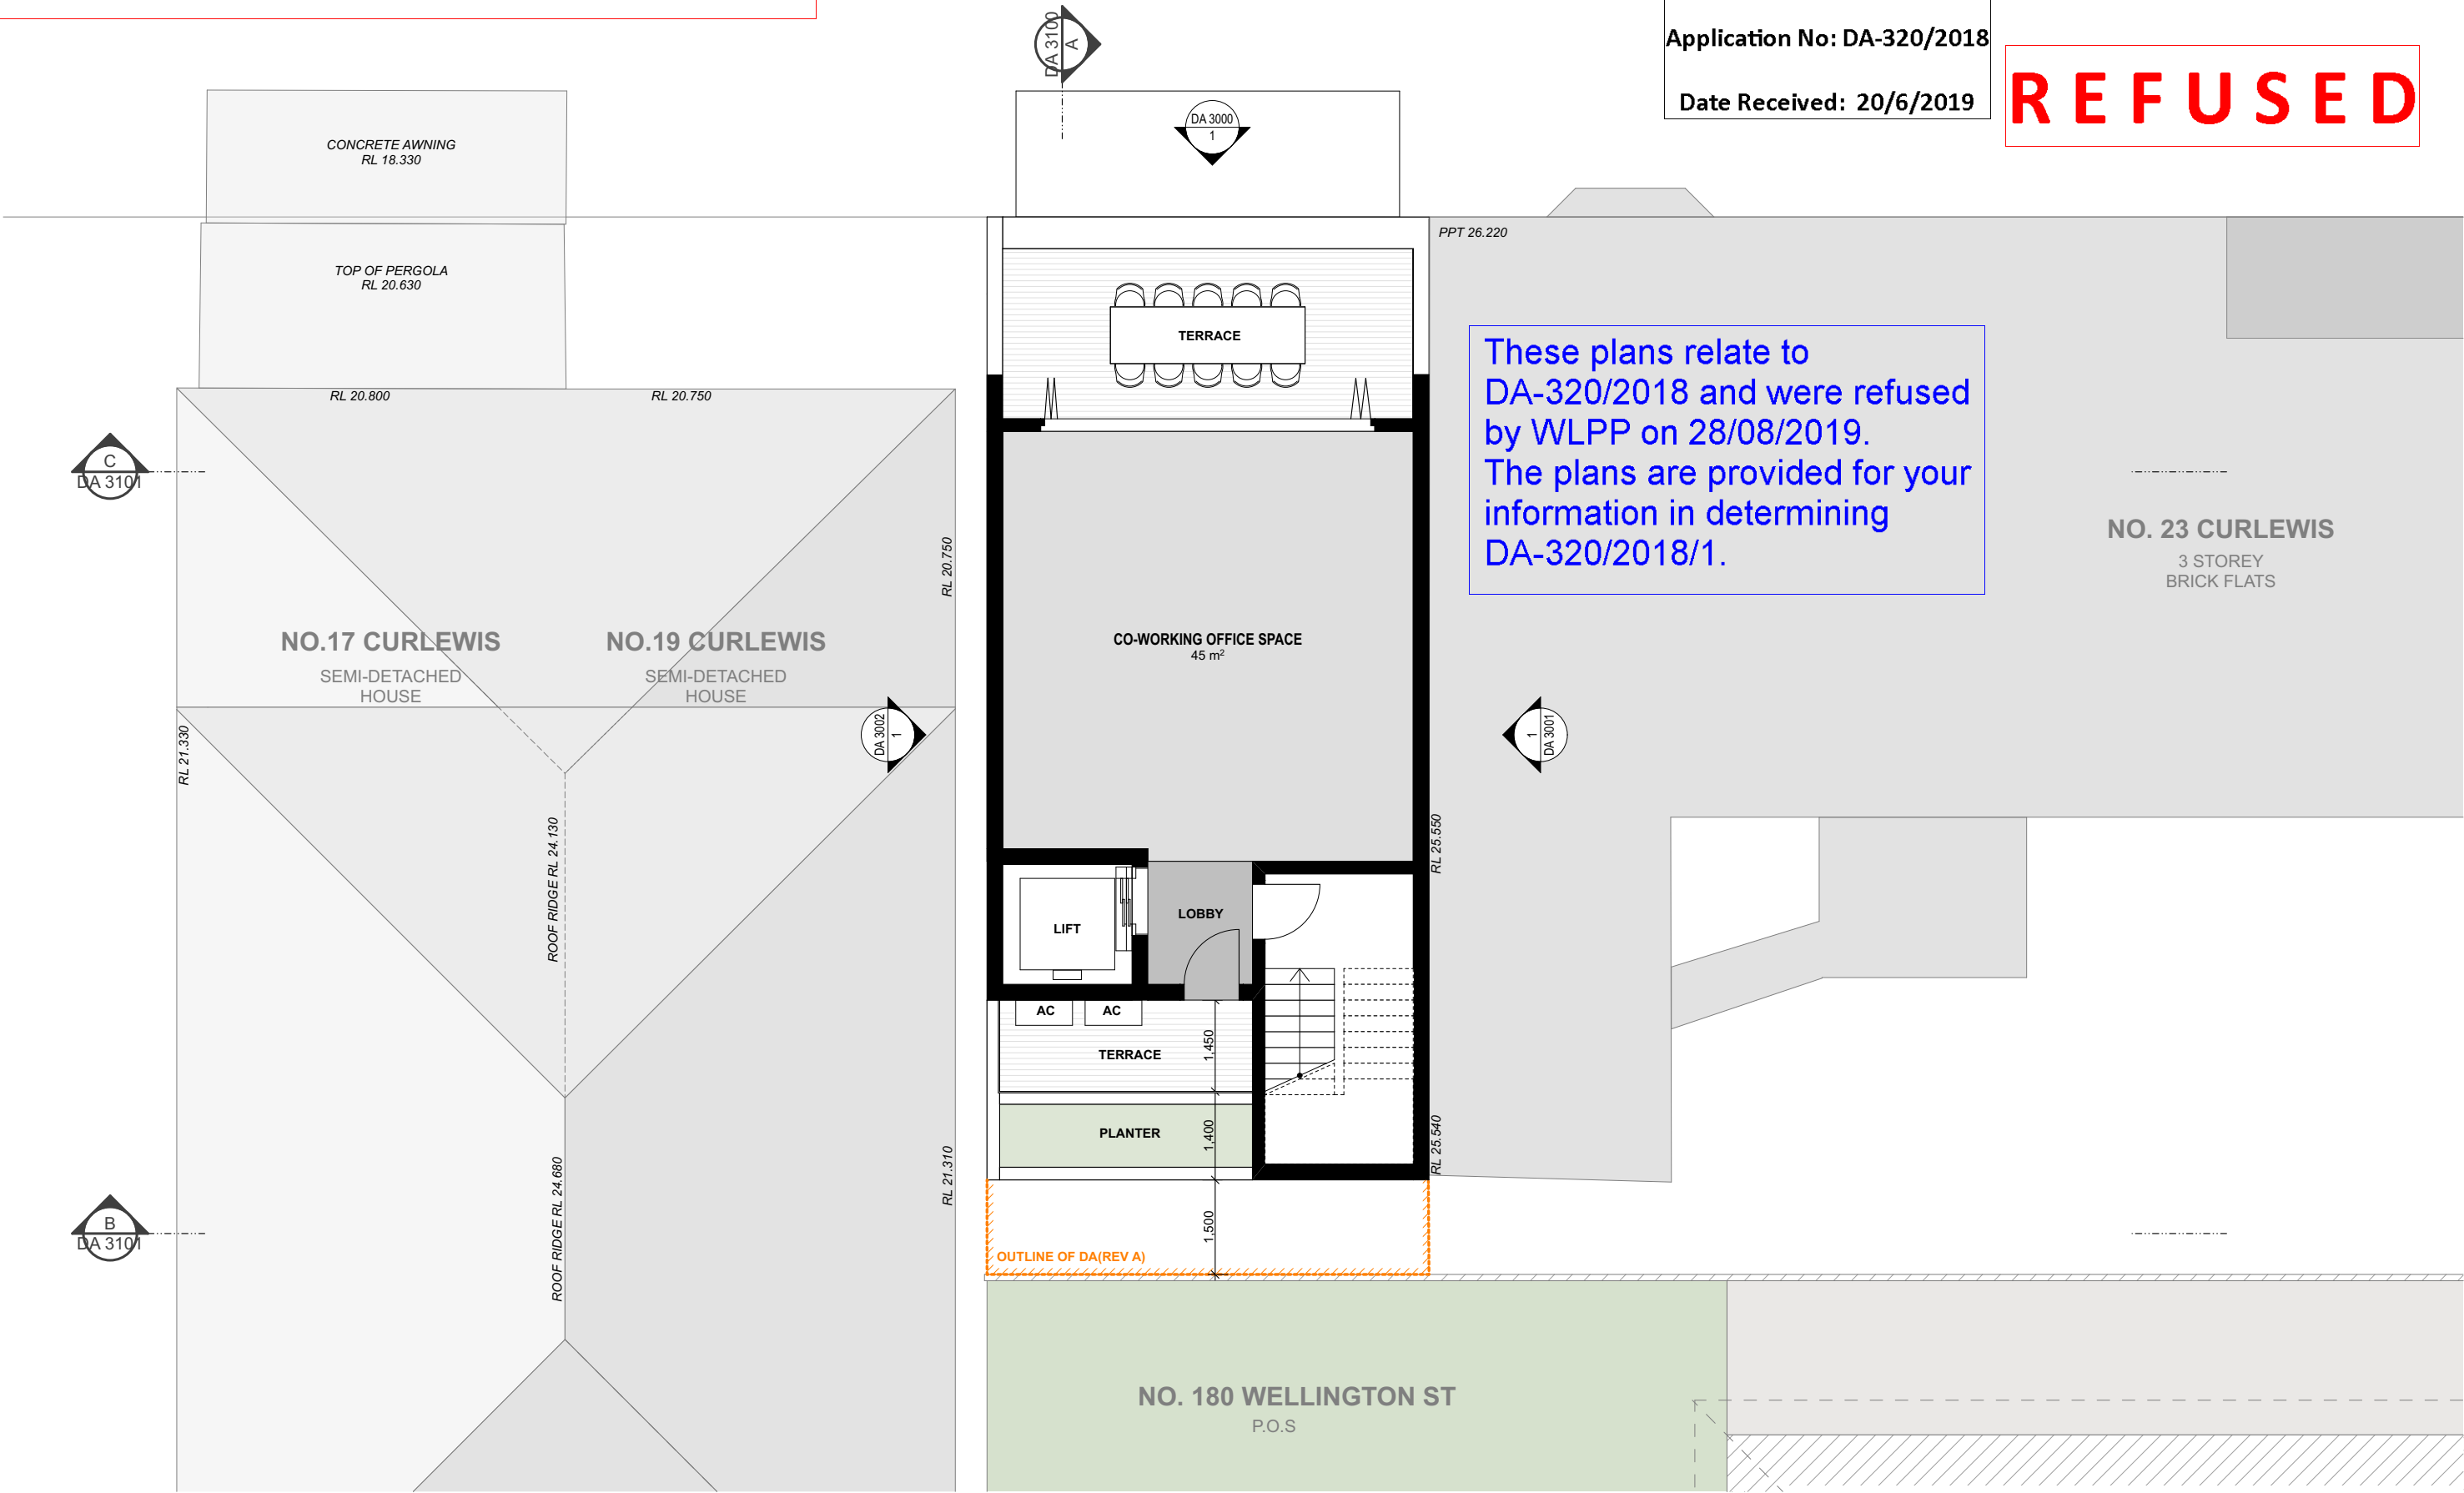 Application No: DA-320/2018
Date Received: 20/6/2019
REFUSED
DA 3100
A
DA 3000
1
CONCRETE AWNING
RL 18.330
TOP OF PERGOLA
RL 20.630
PPT 26.220
TERRACE
These plans relate to
DA-320/2018 and were refused
by WLPP on 28/08/2019.
The plans are provided for your
information in determining
DA-320/2018/1.
RL 20.800
RL 20.750
C
DA 3101
RL 20.750
NO. 23 CURLEWIS
3 STOREY
BRICK FLATS
NO.17 CURLEWIS
SEMI-DETACHED
HOUSE
NO.19 CURLEWIS
SEMI-DETACHED
HOUSE
CO-WORKING OFFICE SPACE
45 m²
RL 21.330
DA 3002
1
1
DA 3001
ROOF RIDGE RL 24.130
RL 25.550
LIFT
LOBBY
AC
AC
TERRACE
1,450
PLANTER
1,400
RL 25.540
RL 21.310
ROOF RIDGE RL 24.680
B
DA 3101
1,500
OUTLINE OF DA(REV A)
NO. 180 WELLINGTON ST
P.O.S